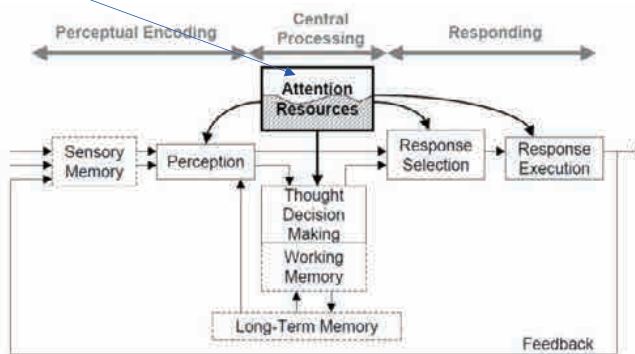 Perceptual Encoding
Central
Processing
Responding
Attention
Resources
Sensory
Memory
Perception
Response
Selection
Response
Execution
Thought
Decision
Making
Working
Memory
Long-Term Memory
Feedback